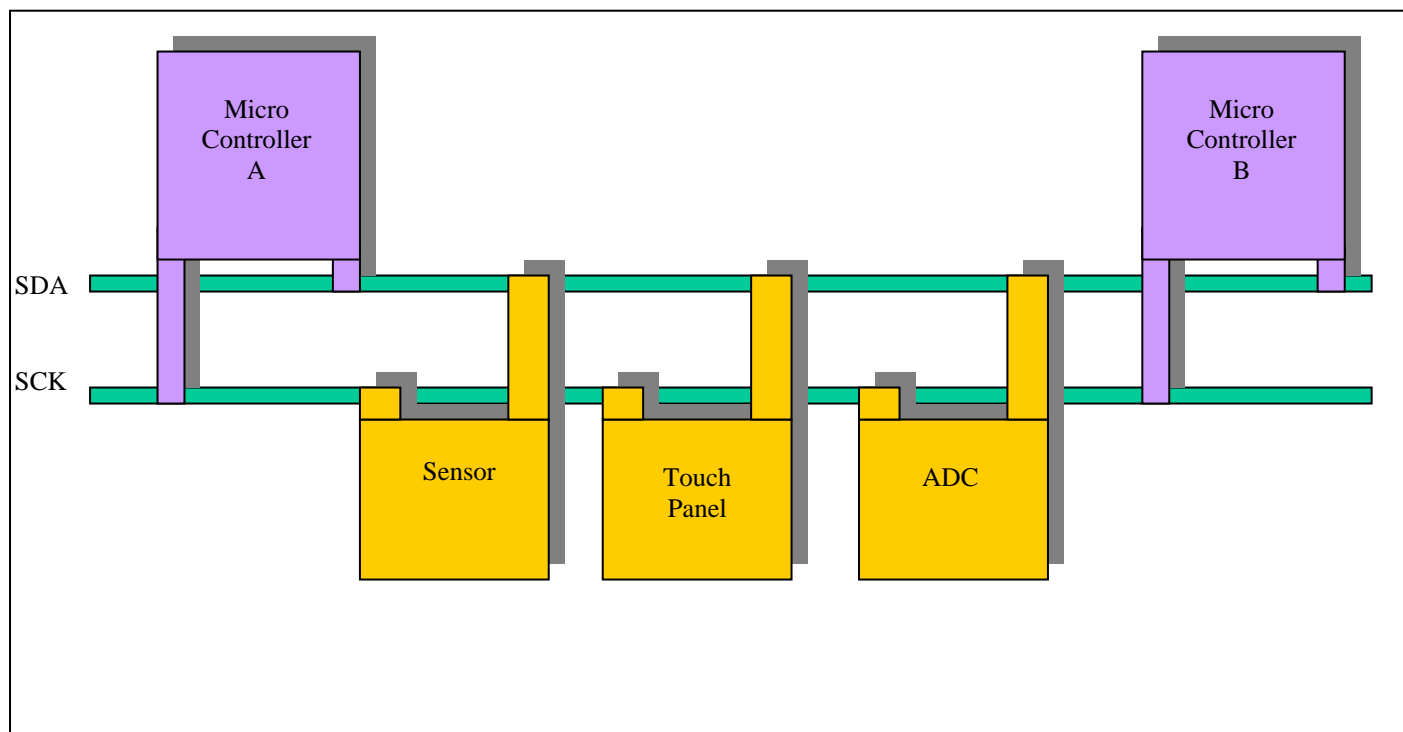 Micro
Controller
A
Micro
Controller
B
SDA
SCK
Sensor
Touch
Panel
ADC